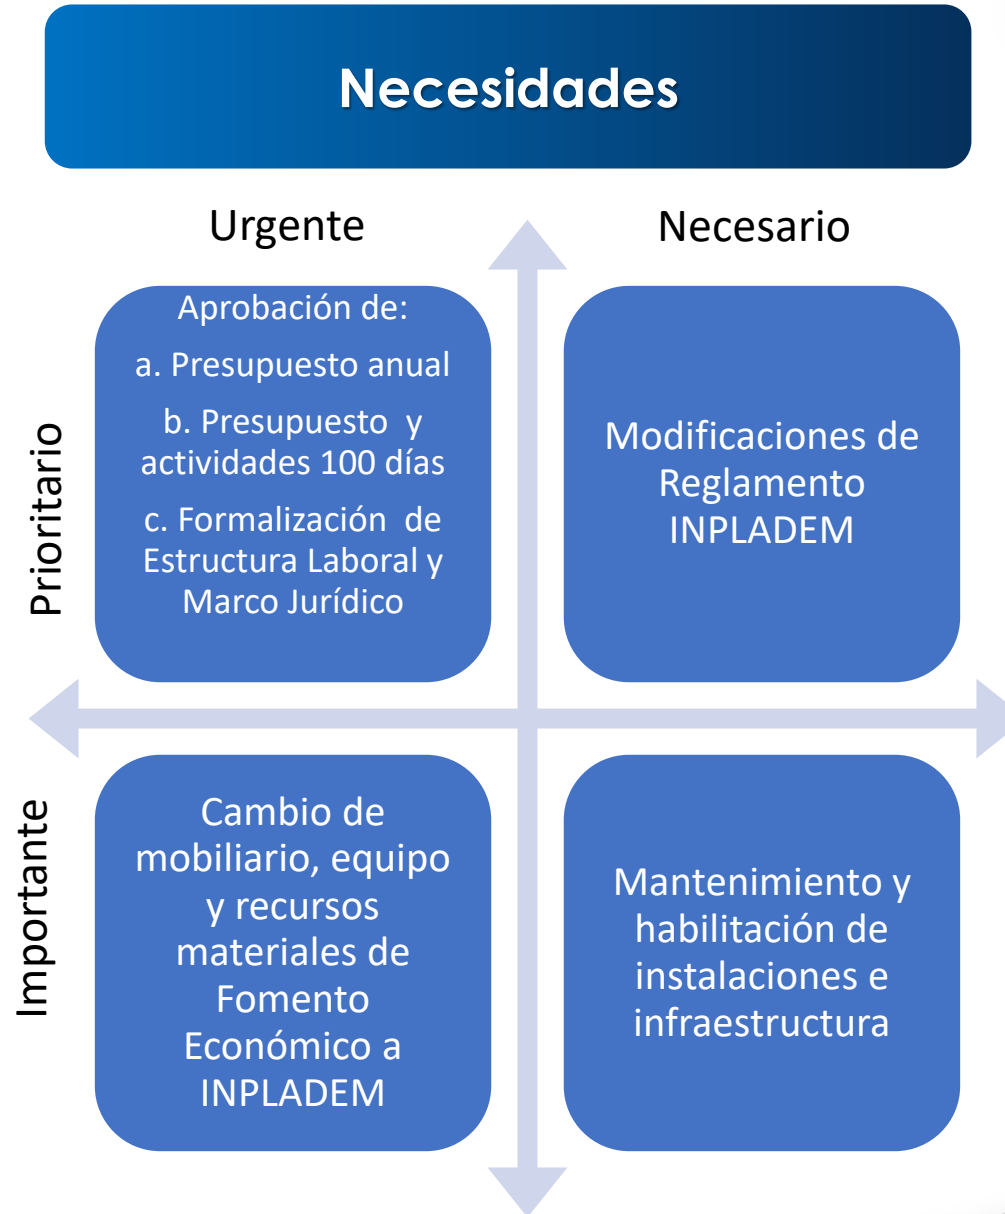 Necesidades
Urgente
Necesario
Prioritario
Aprobación de:
a. Presupuesto anual
b. Presupuesto y
actividades 100 días
c. Formalización de
Estructura Laboral y
Marco Jurídico
Modificaciones de
Reglamento
INPLADEM
Importante
Cambio de
mobiliario, equipo
y recursos
materiales de
Fomento
Económico a
INPLADEM
Mantenimiento y
habilitación de
instalaciones e
infraestructura